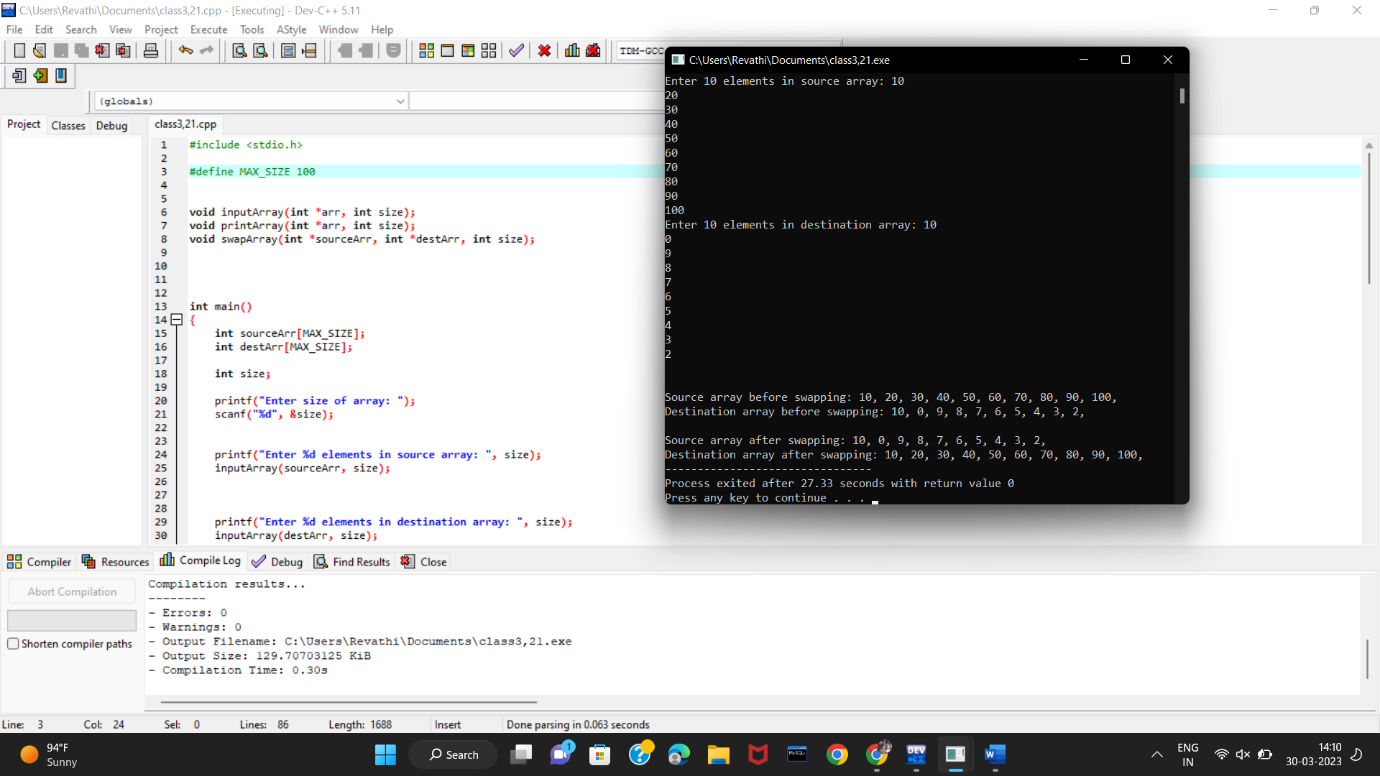 C:\Users\Revathi\Documents\class3,21.cpp - [Executing] - Dev-C++ 5.11
File Edit Search View Project Execute Tools AStyle Window Help
TDM-GCC
(globals)
Project Classes Debug
class3,21.cpp
1 #include <stdio.h>
2
3 #define MAX_SIZE 100
4
5
6 void inputArray(int *arr, int size);
7 void printArray(int *arr, int size);
8 void swapArray(int *sourceArr, int *destArr, int size);
9
10
11
12
13 int main()
14 {
15 int sourceArr[MAX_SIZE];
16 int destArr[MAX_SIZE];
17
18 int size;
19
20 printf("Enter size of array: ");
21 scanf("%d", &size);
22
23
24 printf("Enter %d elements in source array: ", size);
25 inputArray(sourceArr, size);
26
27
28
29 printf("Enter %d elements in destination array: ", size);
30 inputArray(destArr, size);
C:\Users\Revathi\Documents\class3,21.exe
Enter 10 elements in source array: 10
20
30
40
50
60
70
80
90
100
Enter 10 elements in destination array: 10
0
9
8
7
6
5
4
3
2
Source array before swapping: 10, 20, 30, 40, 50, 60, 70, 80, 90, 100,
Destination array before swapping: 10, 0, 9, 8, 7, 6, 5, 4, 3, 2,
Source array after swapping: 10, 0, 9, 8, 7, 6, 5, 4, 3, 2,
Destination array after swapping: 10, 20, 30, 40, 50, 60, 70, 80, 90, 100,
--------------------------------
Process exited after 27.33 seconds with return value 0
Press any key to continue . . .
Compiler Resources Compile Log Debug Find Results Close
Abort Compilation
Shorten compiler paths
Compilation results...
--------
- Errors: 0
- Warnings: 0
- Output Filename: C:\Users\Revathi\Documents\class3,21.exe
- Output Size: 129.70703125 KiB
- Compilation Time: 0.30s
Line: 3 Col: 24 Sel: 0 Lines: 86 Length: 1688 Insert Done parsing in 0.063 seconds
94°F
Sunny
Search
1
DEV
ENG
IN
14:10
30-03-2023